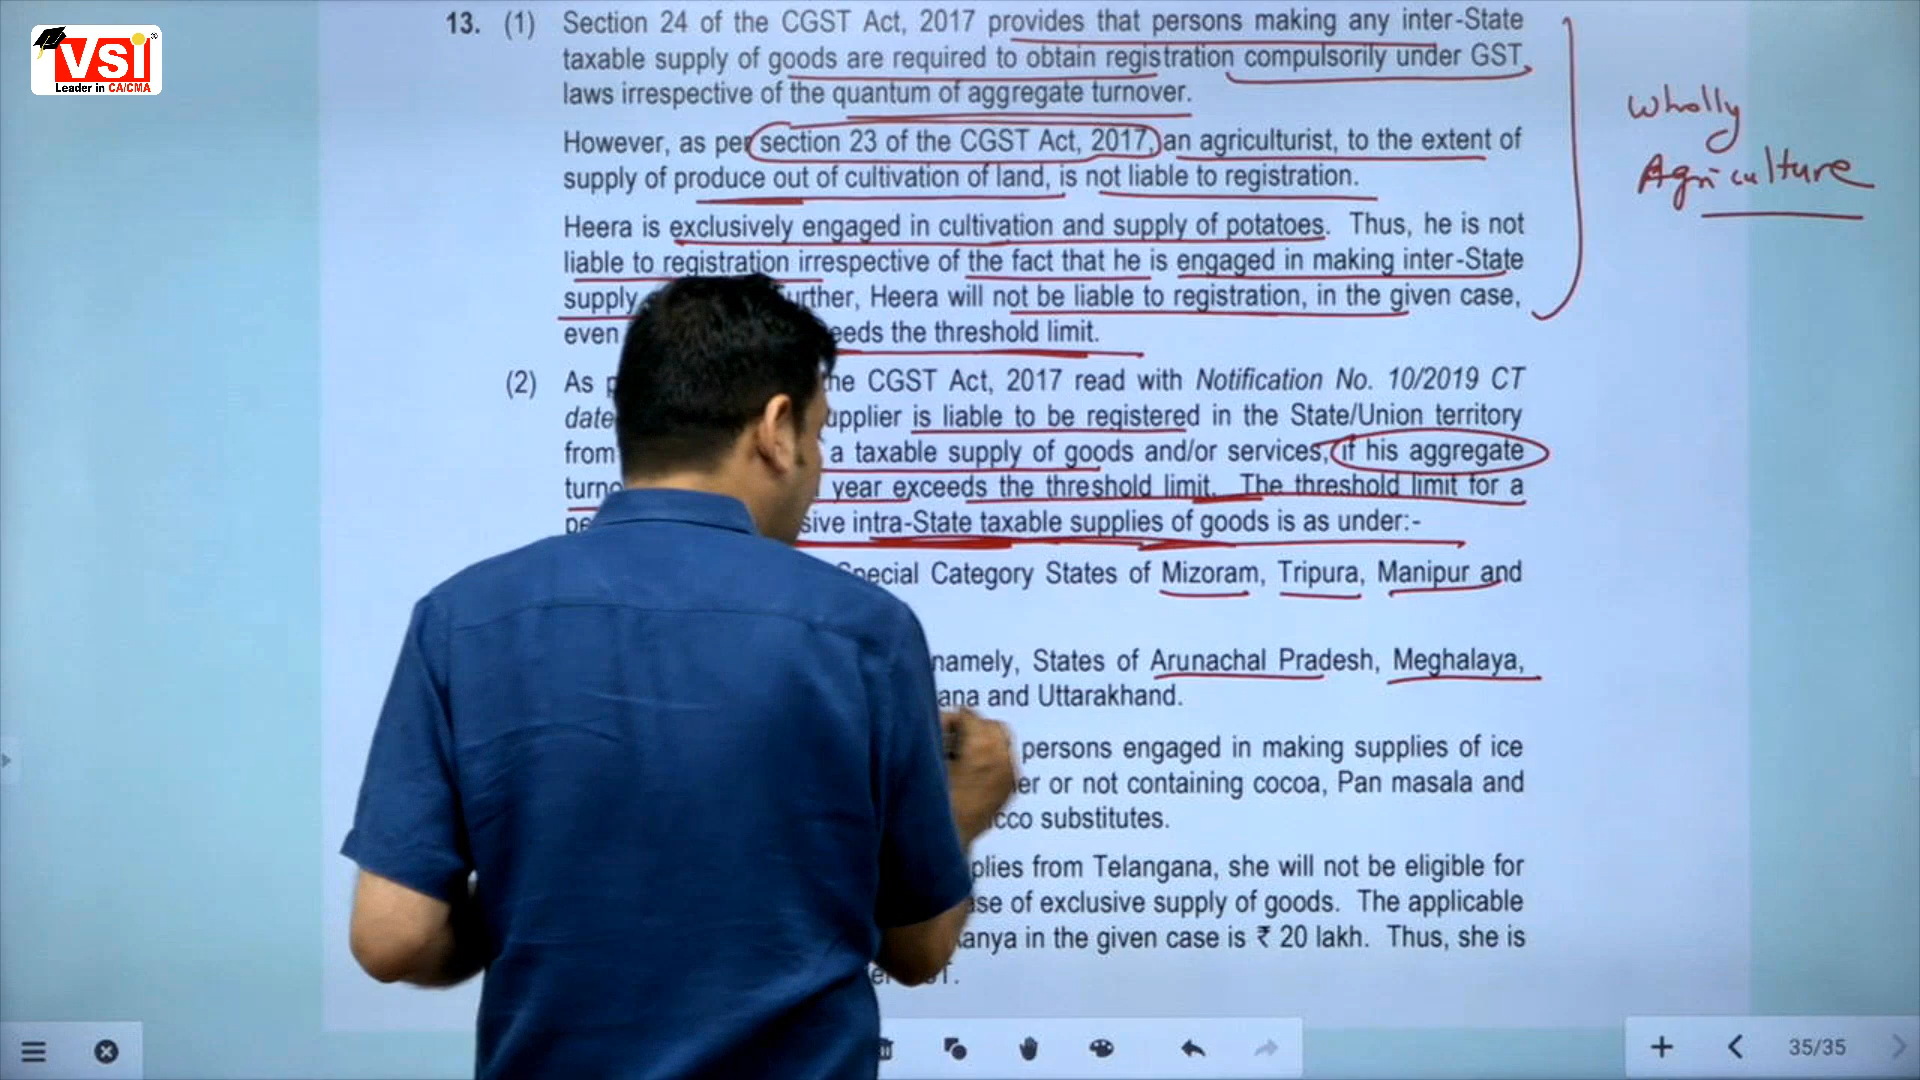 VSI
Leader in CA/CMA
13. (1) Section 24 of the CGST Act, 2017 provides that persons making any inter-State
taxable supply of goods are required to obtain registration compulsorily under GST
laws irrespective of the quantum of aggregate turnover.
However, as per section 23 of the CGST Act, 2017, an agriculturist, to the extent of
supply of produce out of cultivation of land, is not liable to registration.
Heera is exclusively engaged in cultivation and supply of potatoes. Thus, he is not
liable to registration irrespective of the fact that he is engaged in making inter-State
supply rther, Heera will not be liable to registration, in the given case,
even eeds the threshold limit.
wholly
Agriculture
(2) As p he CGST Act, 2017 read with Notification No. 10/2019 CT
date upplier is liable to be registered in the State/Union territory
from a taxable supply of goods and/or services, if his aggregate
turno year exceeds the threshold limit. The threshold limit for a
pe sive intra-State taxable supplies of goods is as under:-
Special Category States of Mizoram, Tripura, Manipur and
namely, States of Arunachal Pradesh, Meghalaya,
ana and Uttarakhand.
persons engaged in making supplies of ice
er or not containing cocoa, Pan masala and
cco substitutes.
plies from Telangana, she will not be eligible for
ase of exclusive supply of goods. The applicable
anya in the given case is ₹ 20 lakh. Thus, she is
T.
35/35